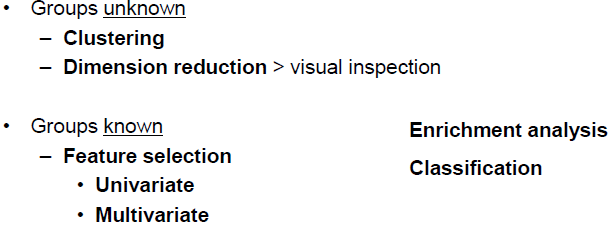 • Groups unknown
– Clustering
– Dimension reduction > visual inspection
• Groups known
– Feature selection
• Univariate
• Multivariate
Enrichment analysis
Classification